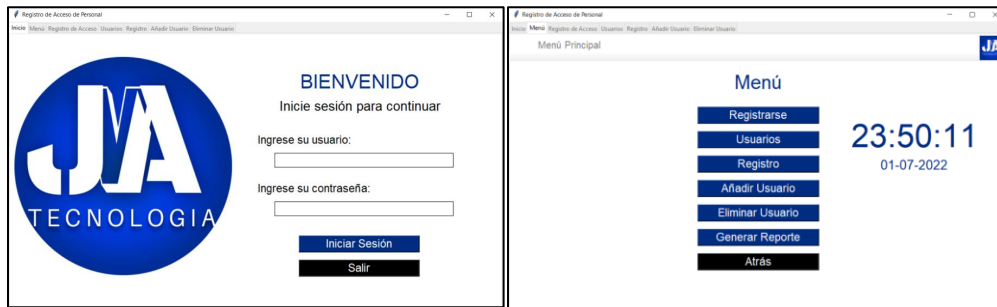 Registro de Acceso de Personal
Inicio Menú Registro de Acceso Usuarios Registro Añadir Usuario Eliminar Usuario
JVA
TECNOLOGIA
BIENVENIDO
Inicie sesión para continuar
Ingrese su usuario:
Ingrese su contraseña:
Iniciar Sesión
Salir
Registro de Acceso de Personal
Inicio Menú Registro de Acceso Usuarios Registro Añadir Usuario Eliminar Usuario
Menú Principal
Menú
Registrarse
Usuarios
Registro
Añadir Usuario
Eliminar Usuario
Generar Reporte
Atrás
23:50:11
01-07-2022